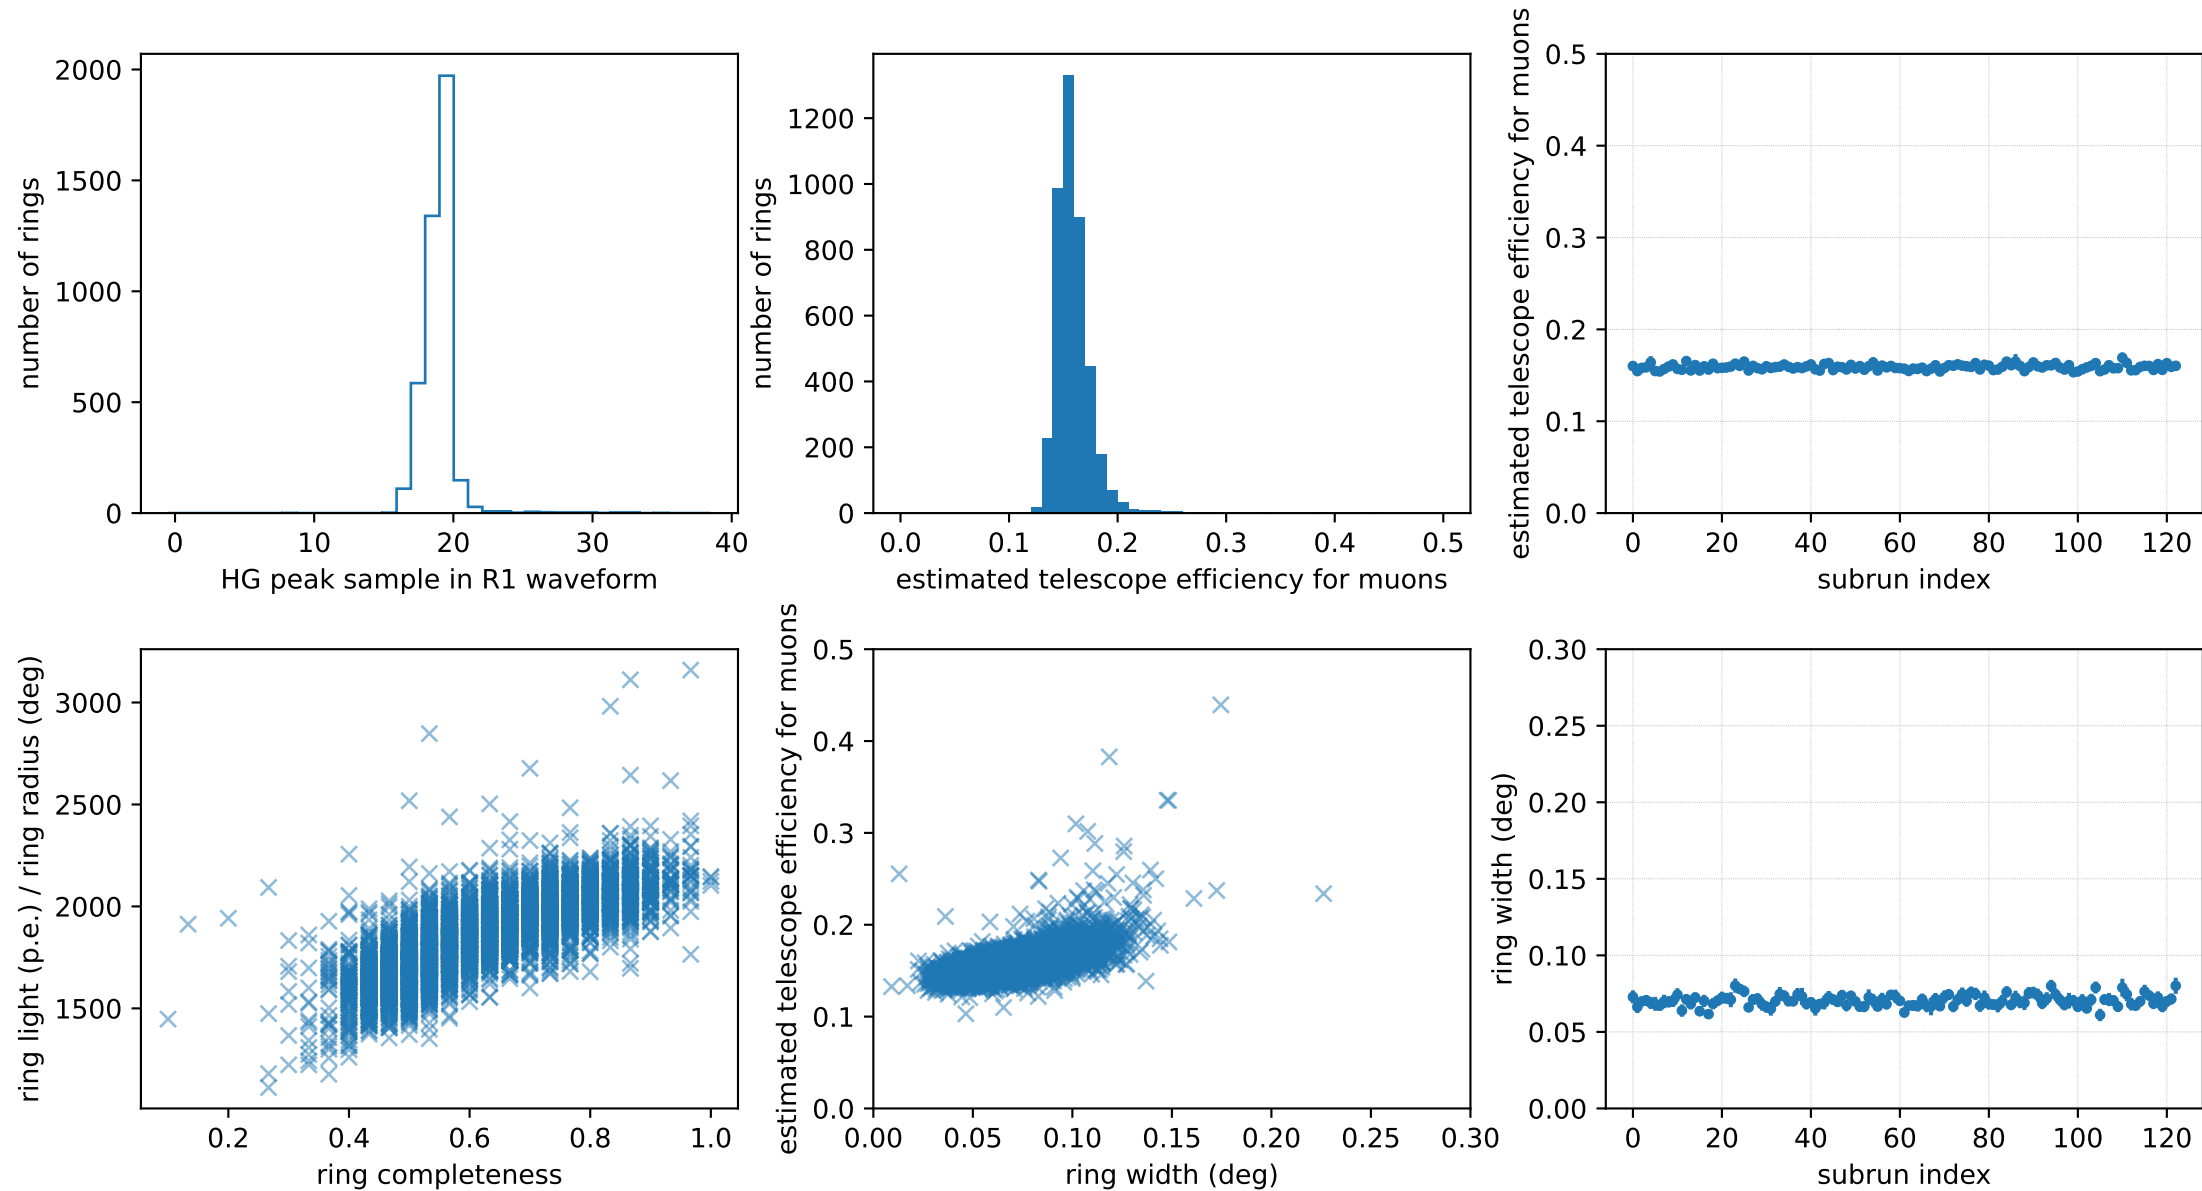 2000
1500
1000
500
0
number of rings
0 10 20 30 40
HG peak sample in R1 waveform
1200
1000
800
600
400
200
0
number of rings
0.0 0.1 0.2 0.3 0.4 0.5
estimated telescope efficiency for muons
0.5
0.4
0.3
0.2
0.1
0.0
estimated telescope efficiency for muons
0 20 40 60 80 100 120
subrun index
3000
2500
2000
1500
ring light (p.e.) / ring radius (deg)
0.2 0.4 0.6 0.8 1.0
ring completeness
0.5
0.4
0.3
0.2
0.1
0.0
estimated telescope efficiency for muons
0.00 0.05 0.10 0.15 0.20 0.25 0.30
ring width (deg)
0.30
0.25
0.20
0.15
0.10
0.05
0.00
ring width (deg)
0 20 40 60 80 100 120
subrun index